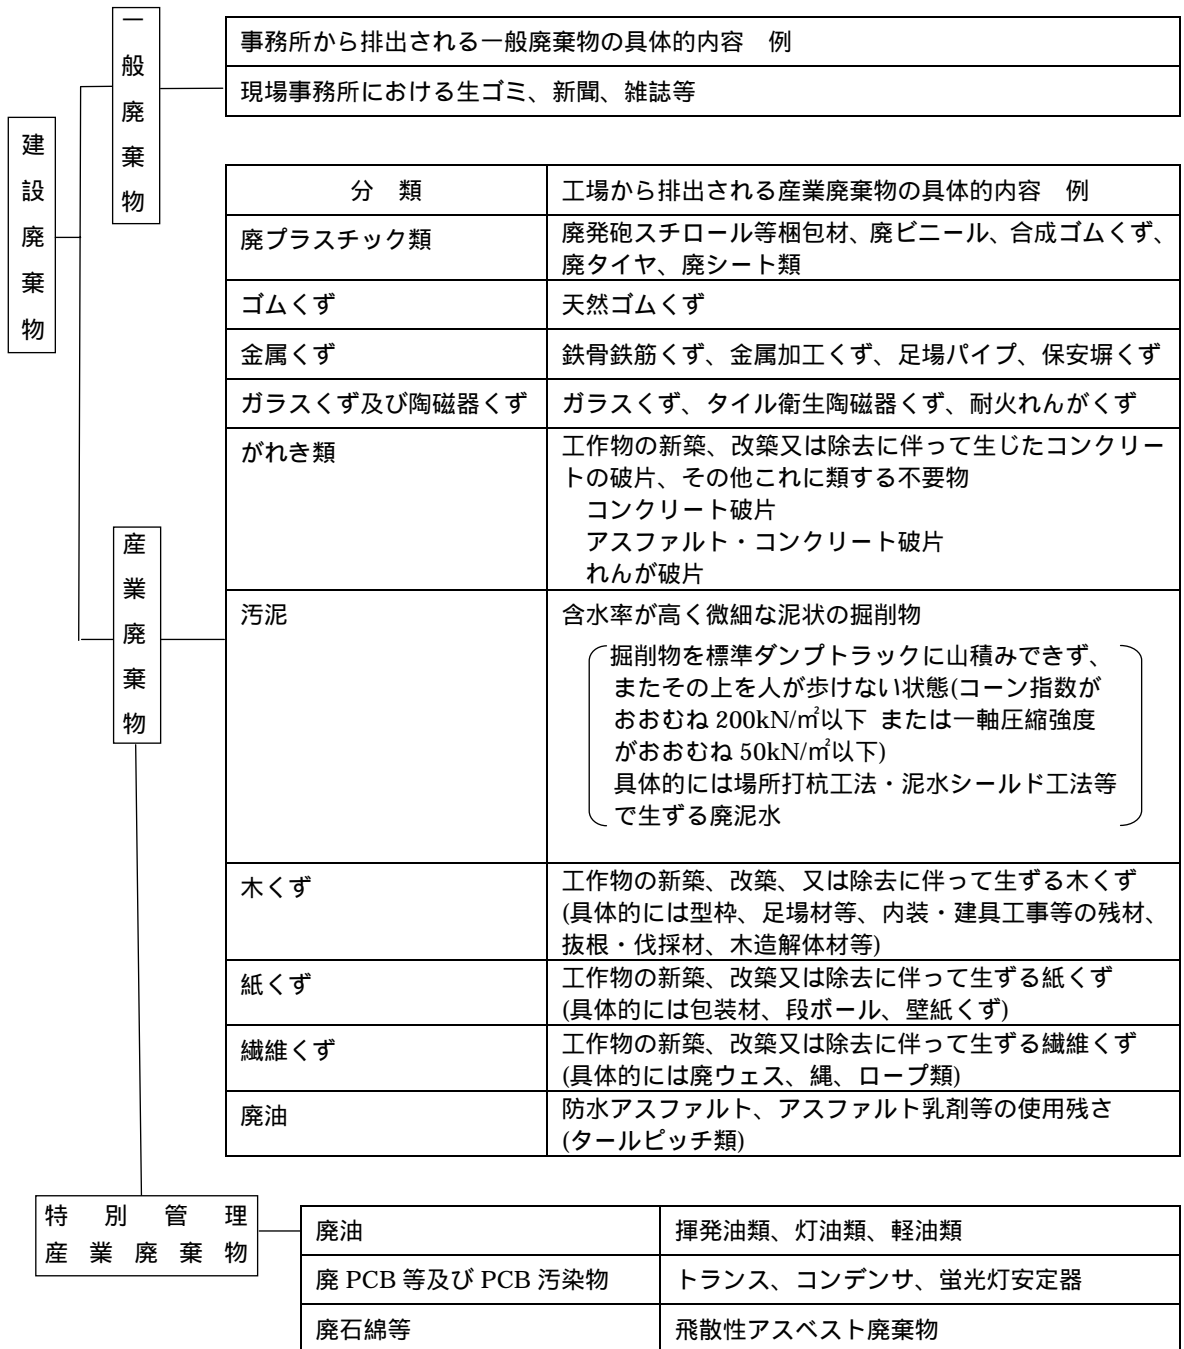 一般廃棄物
事務所から排出される一般廃棄物の具体的内容　例
現場事務所における生ゴミ、新聞、雑誌等
建設廃棄物
分　類　工場から排出される産業廃棄物の具体的内容　例
廃プラスチック類　廃発砲スチロール等梱包材、廃ビニール、合成ゴムくず、
廃タイヤ、廃シート類
ゴムくず　天然ゴムくず
金属くず　鉄骨鉄筋くず、金属加工くず、足場パイプ、保安塀くず
ガラスくず及び陶磁器くず　ガラスくず、タイル衛生陶磁器くず、耐火れんがくず
がれき類　工作物の新築、改築又は除去に伴って生じたコンクリー
トの破片、その他これに類する不要物
コンクリート破片
アスファルト・コンクリート破片
れんが破片
産業廃棄物
汚泥　含水率が高く微細な泥状の掘削物
掘削物を標準ダンプトラックに山積みできず、
またその上を人が歩けない状態(コーン指数が
おおむね 200kN/㎡以下 または一軸圧縮強度
がおおむね 50kN/㎡以下)
具体的には場所打杭工法・泥水シールド工法等
で生ずる廃泥水
木くず　工作物の新築、改築、又は除去に伴って生ずる木くず
(具体的には型枠、足場材等、内装・建具工事等の残材、
抜根・伐採材、木造解体材等)
紙くず　工作物の新築、改築又は除去に伴って生ずる紙くず
(具体的には包装材、段ボール、壁紙くず)
繊維くず　工作物の新築、改築又は除去に伴って生ずる繊維くず
(具体的には廃ウェス、縄、ロープ類)
廃油　防水アスファルト、アスファルト乳剤等の使用残さ
(タールピッチ類)
特別管理
産業廃棄物
廃油　揮発油類、灯油類、軽油類
廃 PCB 等及び PCB 汚染物　トランス、コンデンサ、蛍光灯安定器
廃石綿等　飛散性アスベスト廃棄物